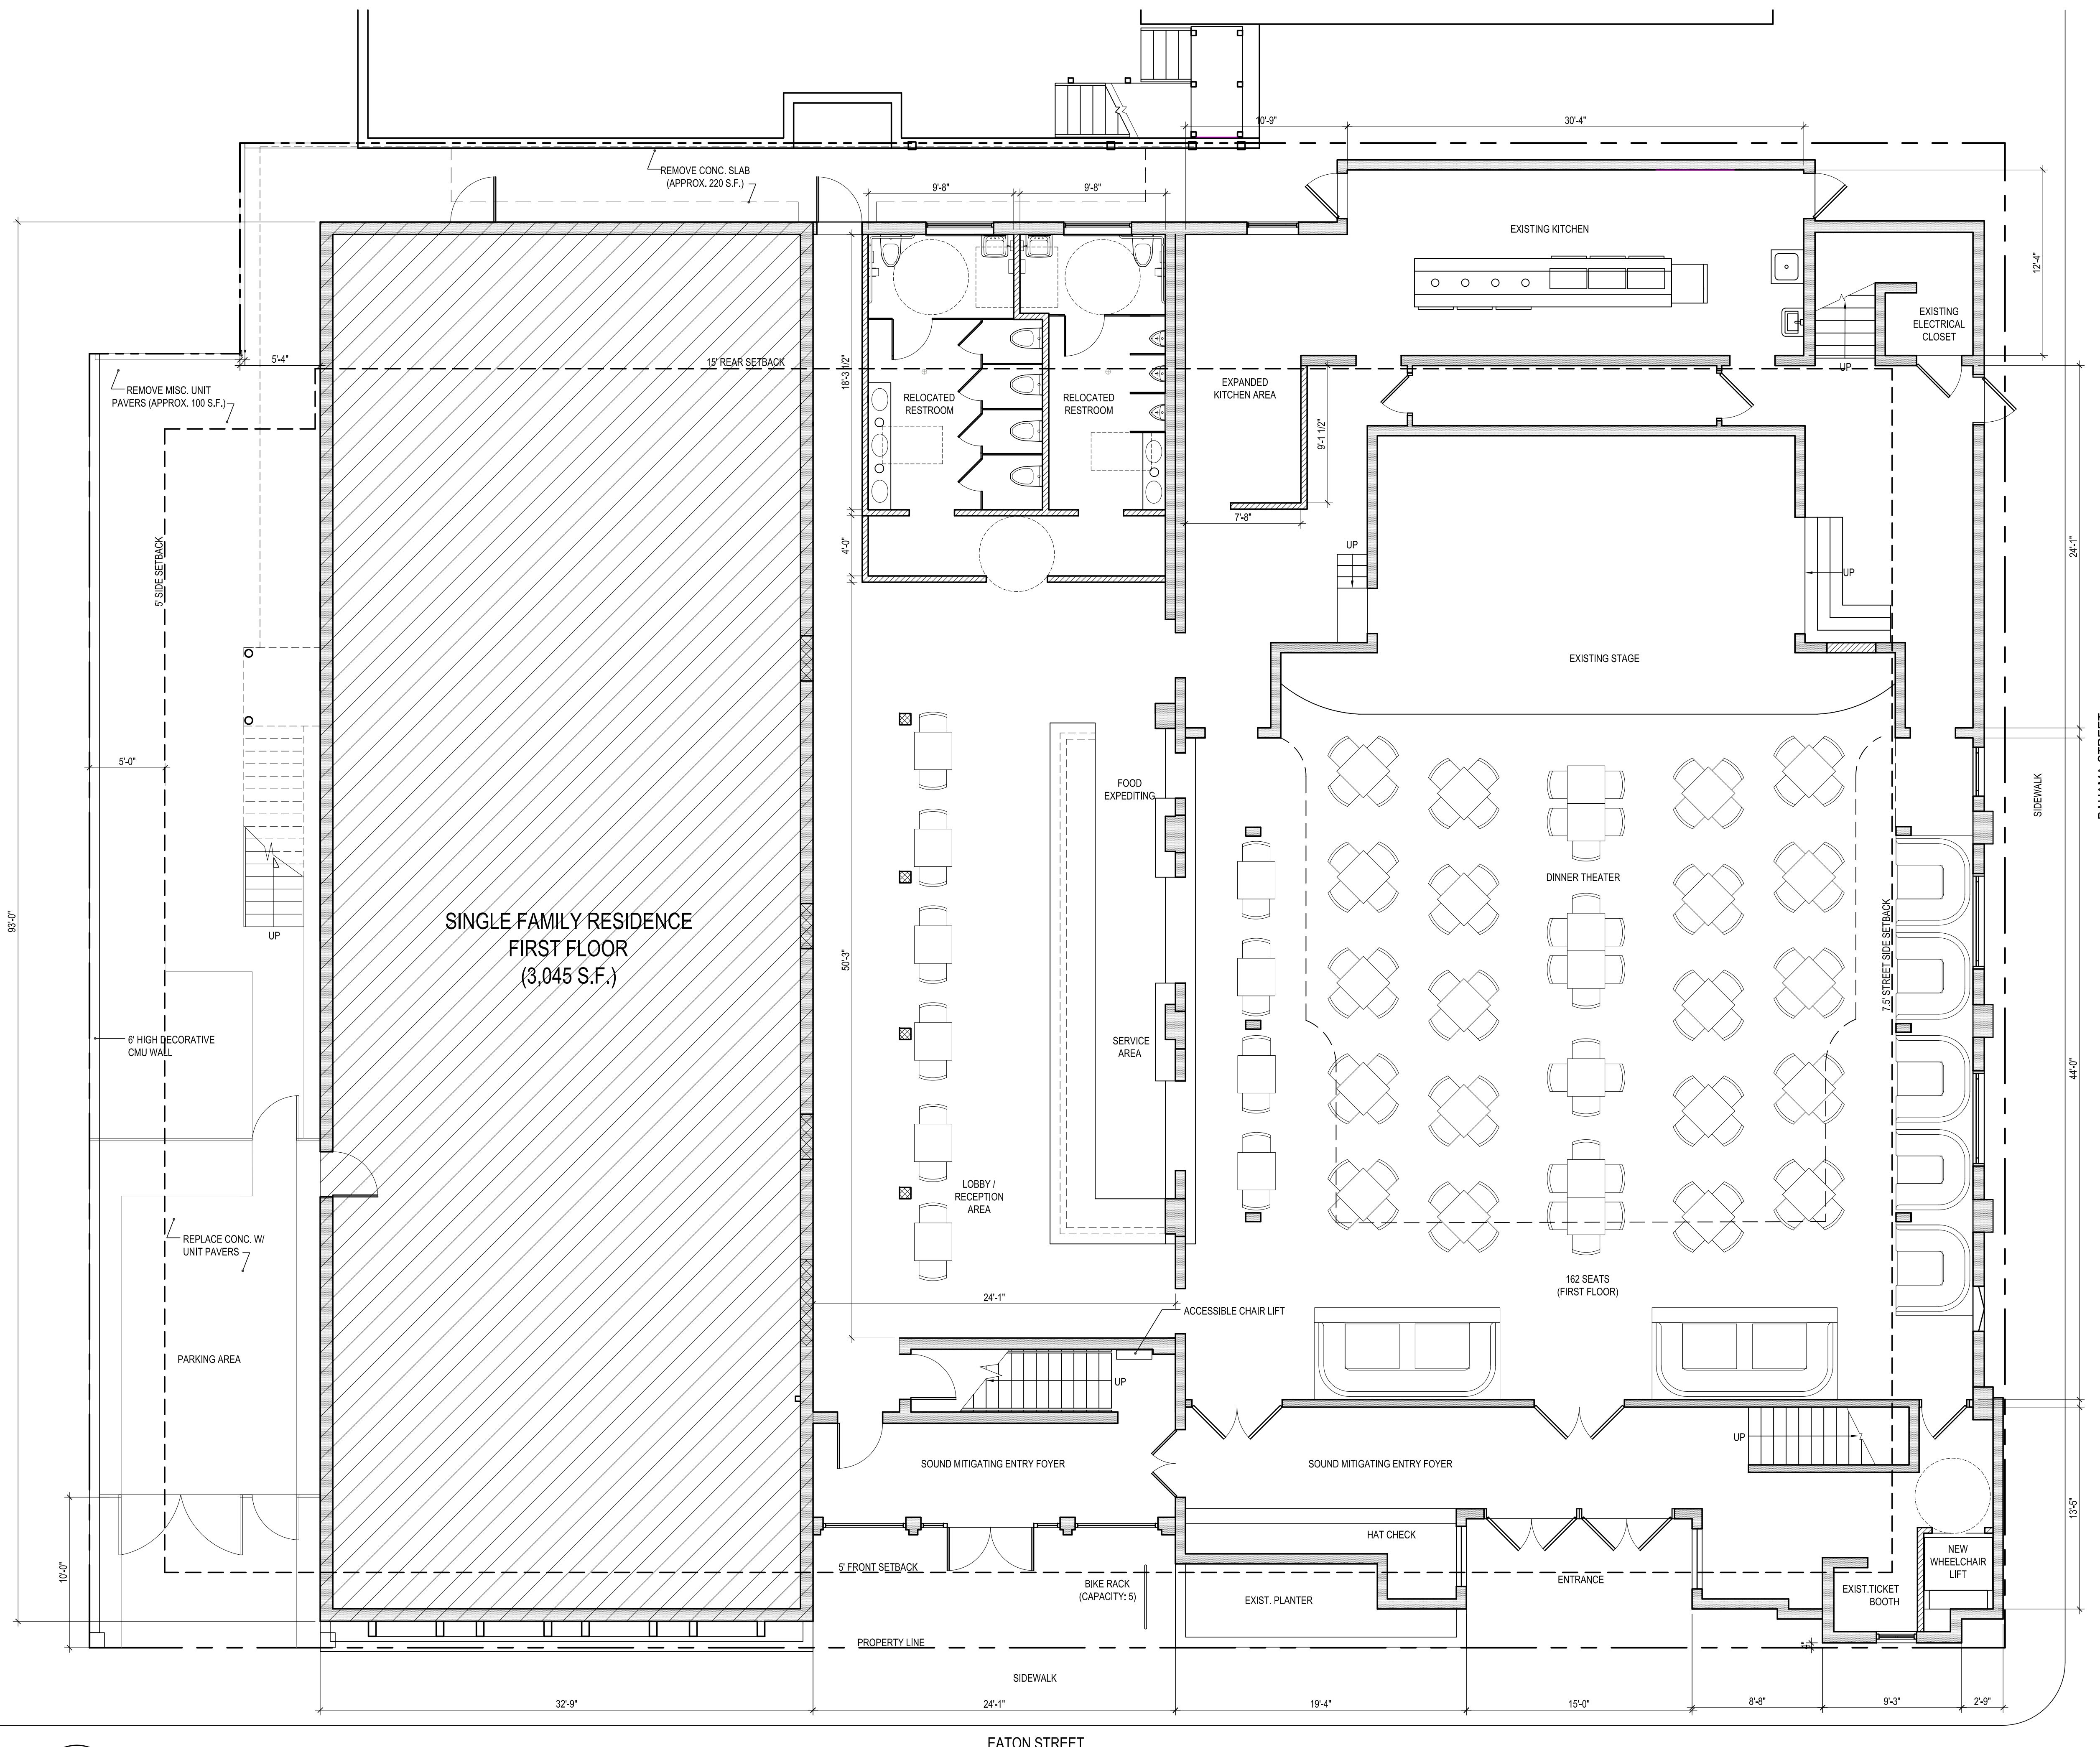 10'-9"
30'-4"
REMOVE CONC. SLAB
(APPROX. 220 S.F.)
9'-8"
9'-8"
EXISTING KITCHEN
12'-4"
EXISTING
ELECTRICAL
CLOSET
5'-4"
15' REAR SETBACK
UP
REMOVE MISC. UNIT
PAVERS (APPROX. 100 S.F.)
18'-3 1/2"
RELOCATED
RESTROOM
RELOCATED
RESTROOM
EXPANDED
KITCHEN AREA
9'-1 1/2"
7'-8"
4'-0"
UP
UP
24'-1"
5' SIDE SETBACK
EXISTING STAGE
5'-0"
FOOD
EXPEDITING
SIDEWALK
DINNER THEATER
93'-0"
UP
SINGLE FAMILY RESIDENCE
FIRST FLOOR
(3,045 S.F.)
50'-3"
7.5' STREET SIDE SETBACK
6' HIGH DECORATIVE
CMU WALL
SERVICE
AREA
44'-0"
LOBBY /
RECEPTION
AREA
REPLACE CONC. W/
UNIT PAVERS
162 SEATS
(FIRST FLOOR)
24'-1"
ACCESSIBLE CHAIR LIFT
PARKING AREA
UP
UP
SOUND MITIGATING ENTRY FOYER
SOUND MITIGATING ENTRY FOYER
13'-5"
HAT CHECK
10'-0"
5' FRONT SETBACK
BIKE RACK
(CAPACITY: 5)
EXIST. PLANTER
ENTRANCE
EXIST.TICKET
BOOTH
NEW
WHEELCHAIR
LIFT
PROPERTY LINE
SIDEWALK
32'-9"
24'-1"
19'-4"
15'-0"
8'-8"
9'-3"
2'-9"
EATON STREET